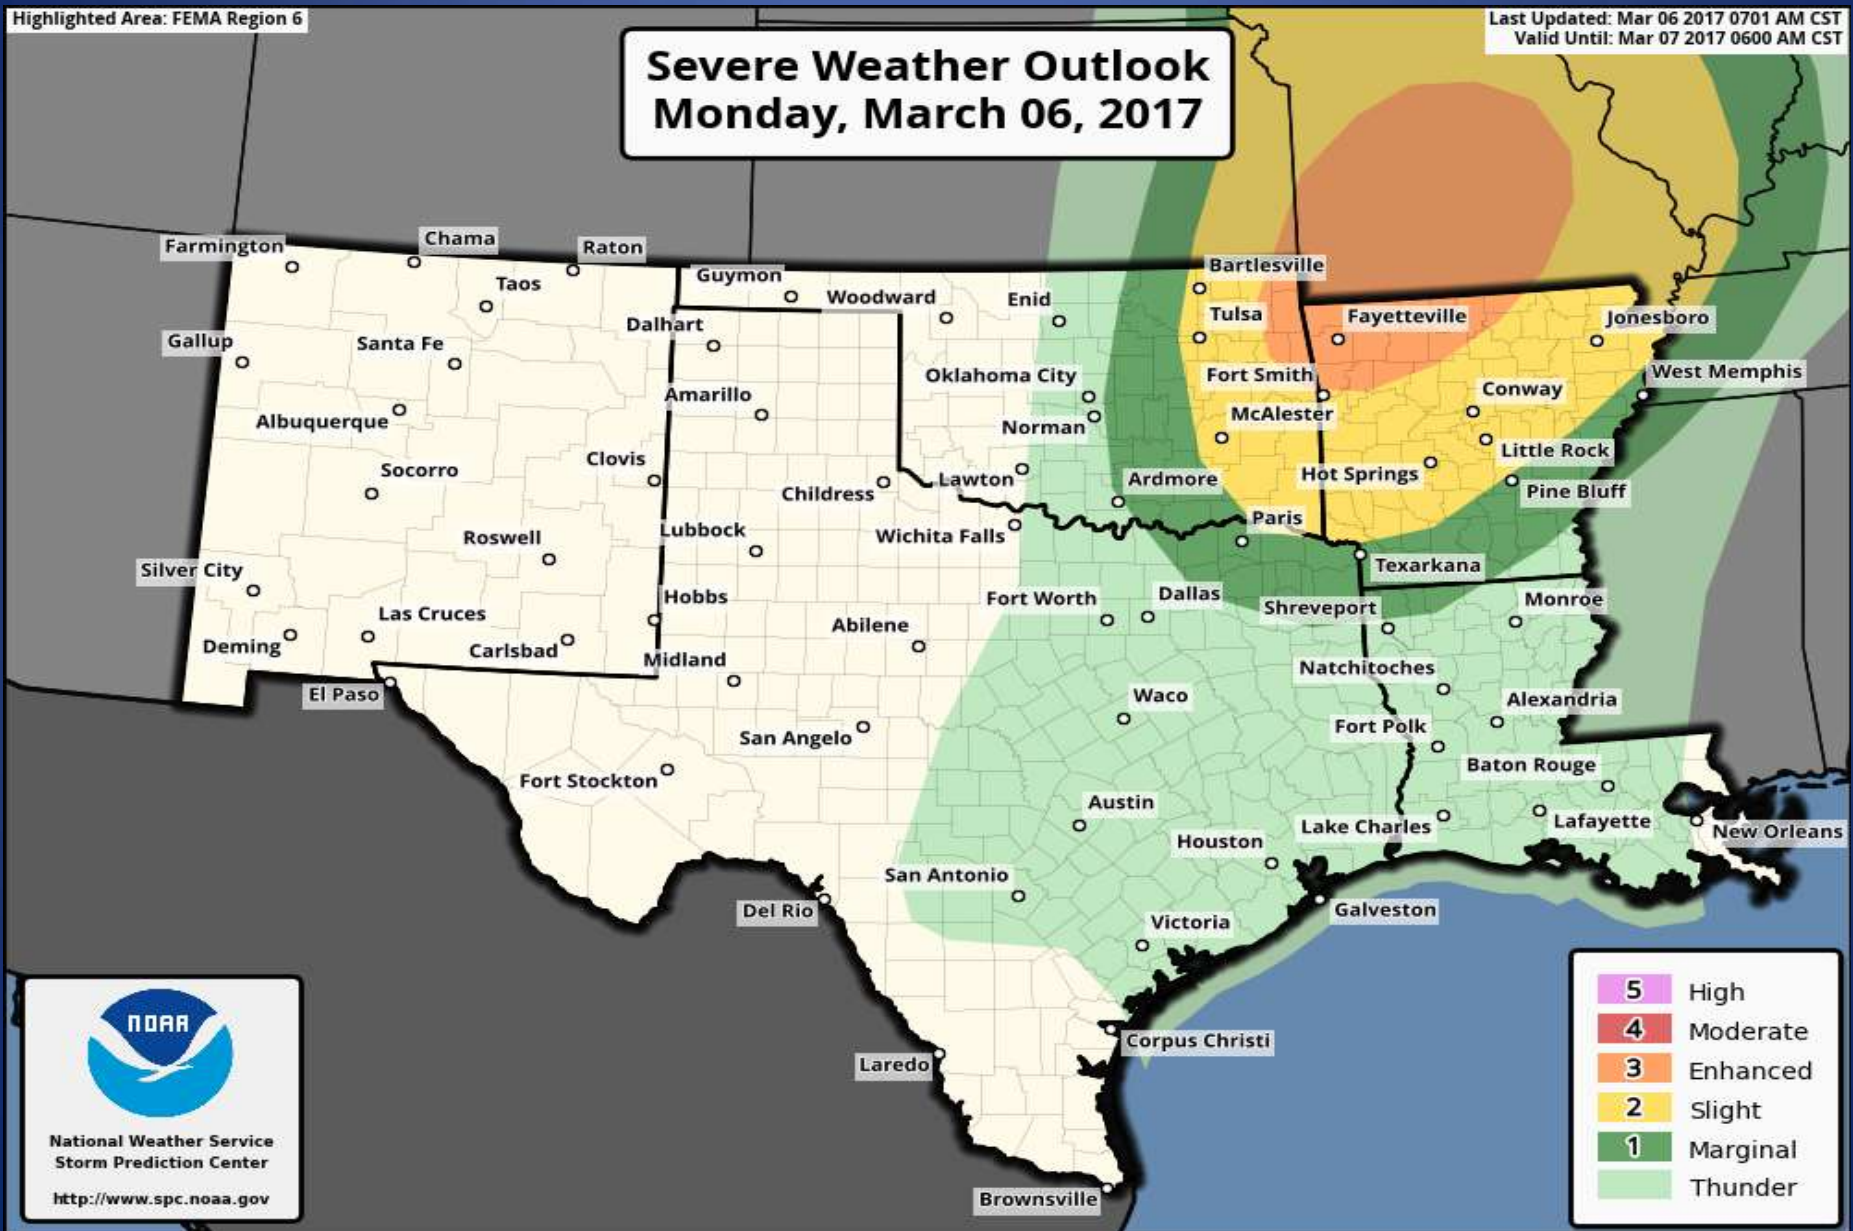 Highlighted Area: FEMA Region 6
Last Updated: Mar 06 2017 0701 AM CST
Valid Until: Mar 07 2017 0600 AM CST
Severe Weather Outlook
Monday, March 06, 2017
Farmington
Chama
Raton
Taos
Guymon
Woodward
Enid
Bartlesville
Gallup
Santa Fe
Dalhart
Tulsa
Fayetteville
Jonesboro
Albuquerque
Amarillo
Oklahoma City
Fort Smith
Conway
West Memphis
Norman
McAlester
Socorro
Clovis
Childress
Lawton
Ardmore
Hot Springs
Little Rock
Pine Bluff
Roswell
Lubbock
Wichita Falls
Paris
Texarkana
Silver City
Las Cruces
Hobbs
Fort Worth
Dallas
Shreveport
Monroe
Deming
Carlsbad
Midland
Abilene
Natchitoches
El Paso
San Angelo
Waco
Alexandria
Fort Polk
Fort Stockton
Baton Rouge
Austin
Houston
Lake Charles
Lafayette
New Orleans
San Antonio
Del Rio
Victoria
Galveston
Corpus Christi
Laredo
Brownsville
NOAA
National Weather Service
Storm Prediction Center
http://www.spc.noaa.gov
5 High
4 Moderate
3 Enhanced
2 Slight
1 Marginal
Thunder